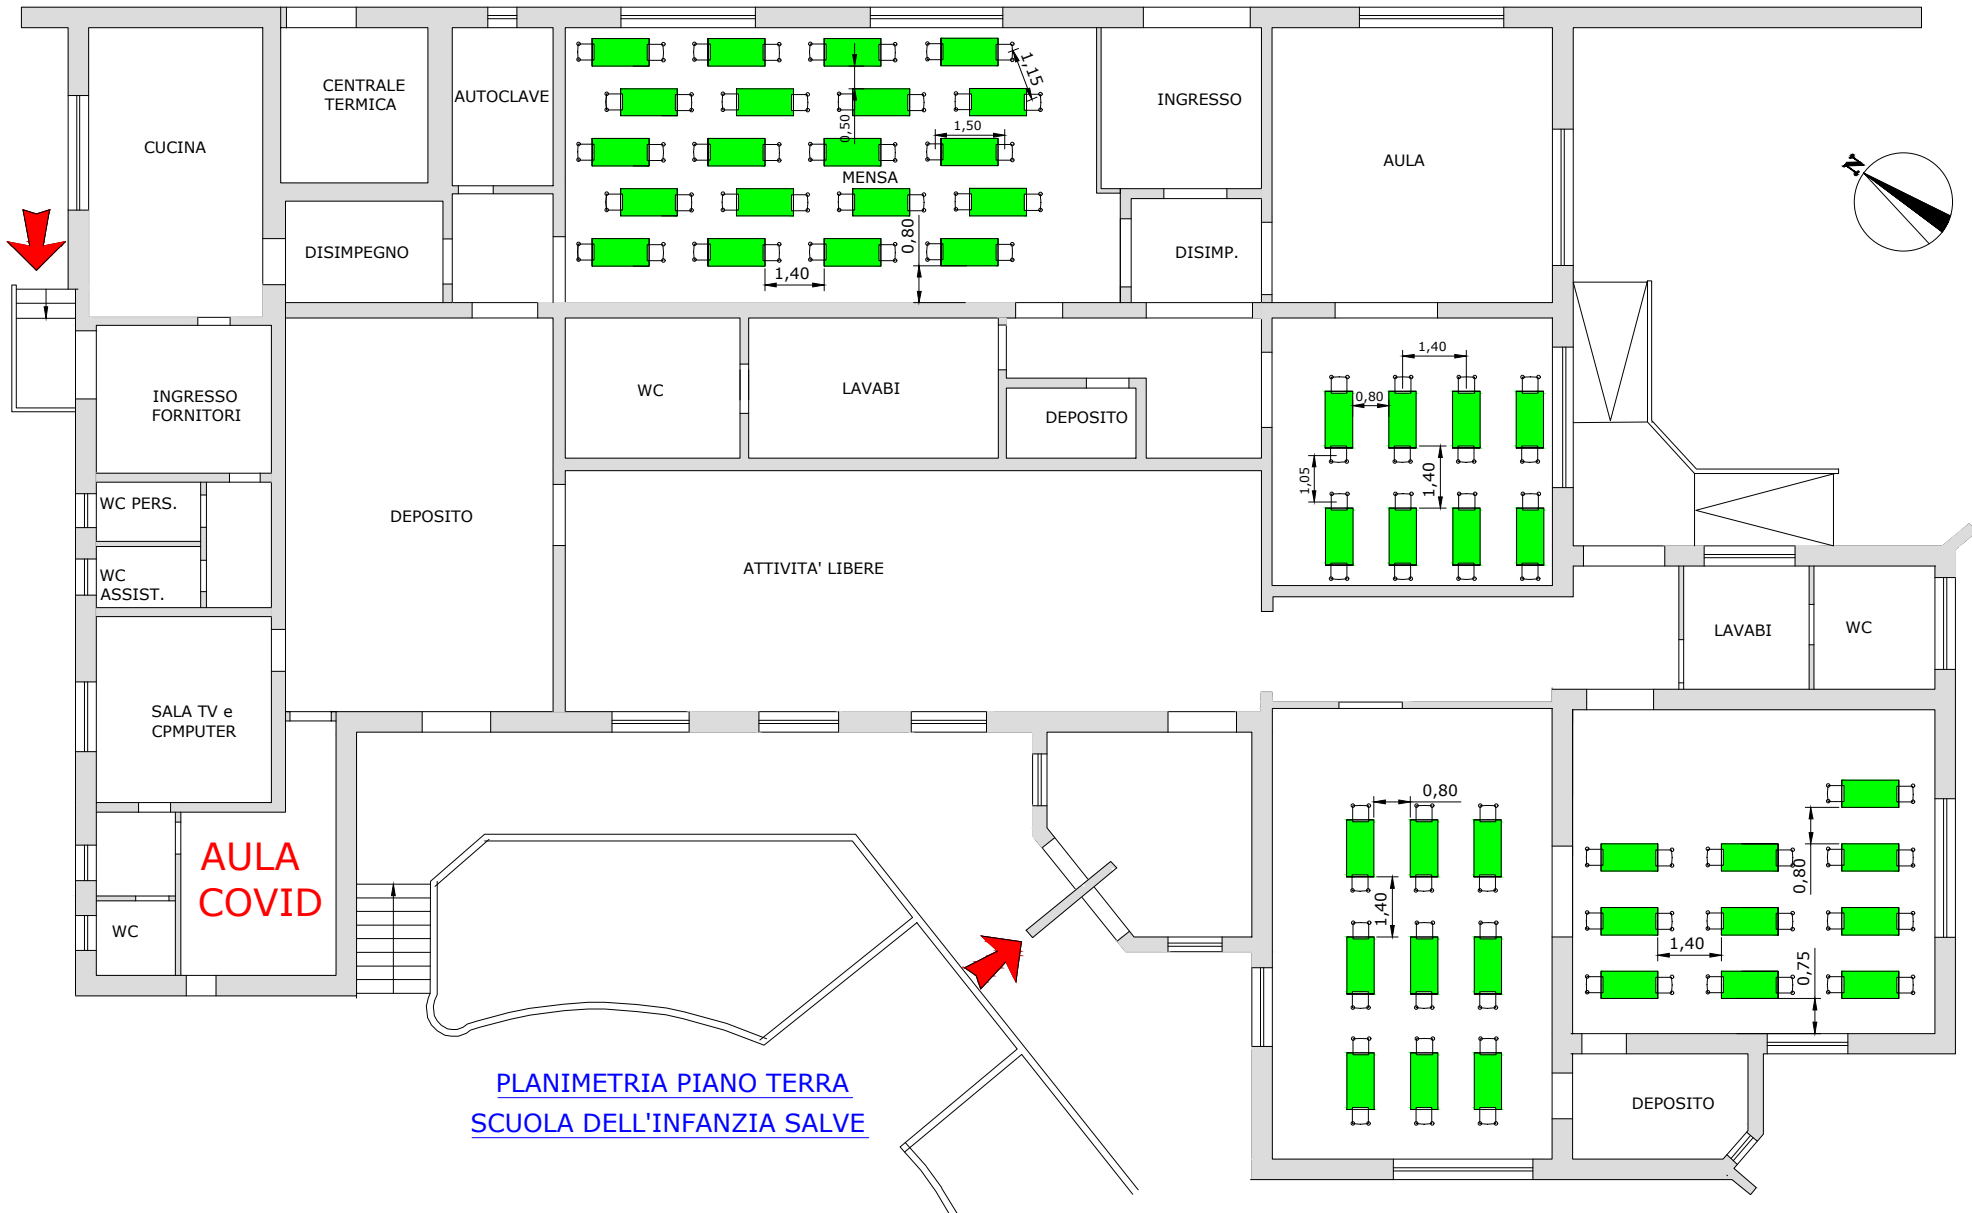 1,15
CENTRALE
TERMICA
AUTOCLAVE
INGRESSO
0,50
1,50
CUCINA
AULA
N
MENSA
0,80
DISIMPEGNO
DISIMP.
1,40
1,40
INGRESSO
FORNITORI
WC
LAVABI
DEPOSITO
0,80
1,05
1,40
WC PERS.
DEPOSITO
WC
ASSIST.
ATTIVITA' LIBERE
LAVABI
WC
SALA TV e
CPMPUTER
0,80
0,80
AULA
COVID
1,40
WC
1,40
0,75
PLANIMETRIA PIANO TERRA
SCUOLA DELL'INFANZIA SALVE
DEPOSITO